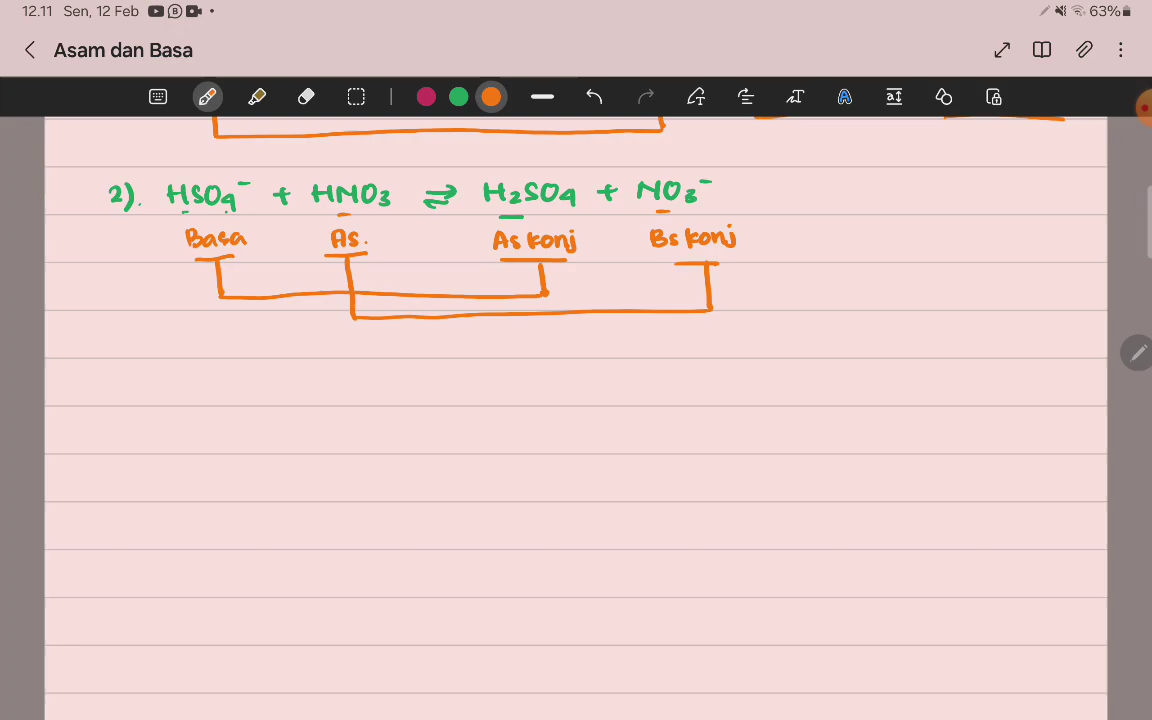 12.11 Sen, 12 Feb 63%
Asam dan Basa
2). HSO₄⁻ + HNO₃ ⇌ H₂SO₄ + NO₃⁻
Basa As. As konj Bs konj